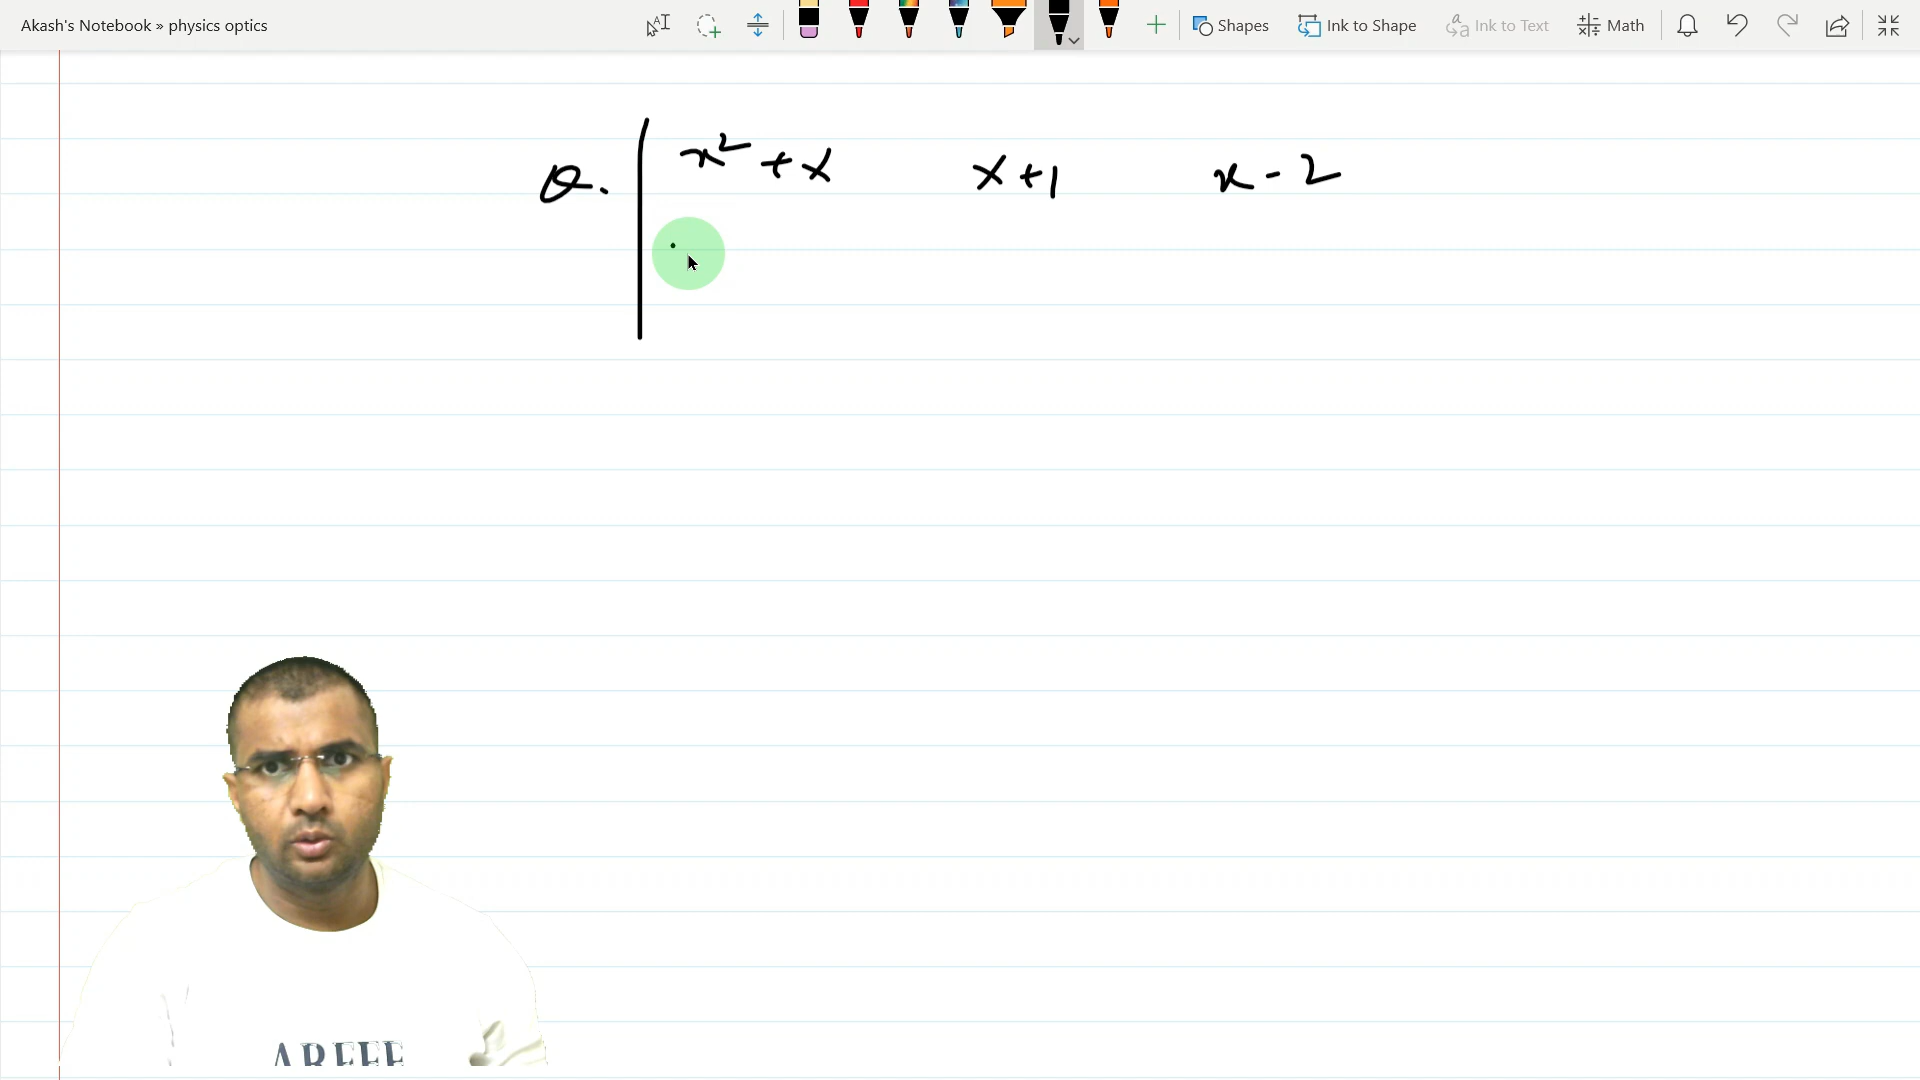 Akash's Notebook » physics optics
Shapes Ink to Shape Ink to Text Math
Q. | x² + x x + 1 x - 2